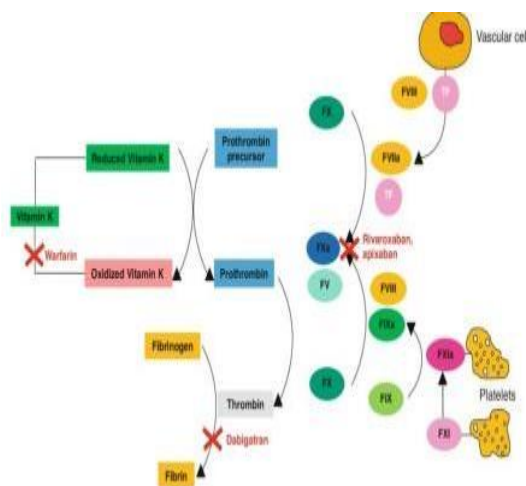 Vascular cel
FVIII
TF
FX
Prothrombin
precursor
Reduced Vitamin K
FVIIa
TF
Vitamin K
Warfarin
Rivaroxaban,
apixaban
FXa
Oxidized Vitamin K
Prothrombin
FV
FVIII
FIXa
Fibrinogen
FXIa
Platelets
FX
FIX
Thrombin
FXI
Dabigatran
Fibrin